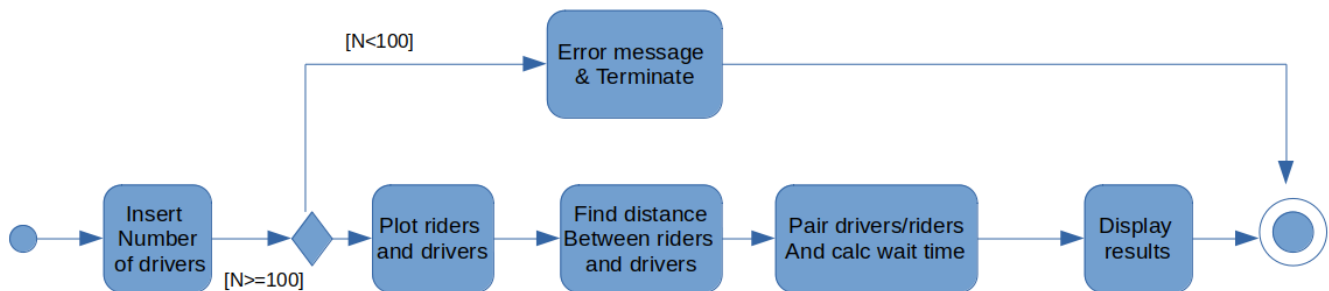 [N<100]
Error message
& Terminate
Insert
Number
of drivers
[N>=100]
Plot riders
and drivers
Find distance
Between riders
and drivers
Pair drivers/riders
And calc wait time
Display
results